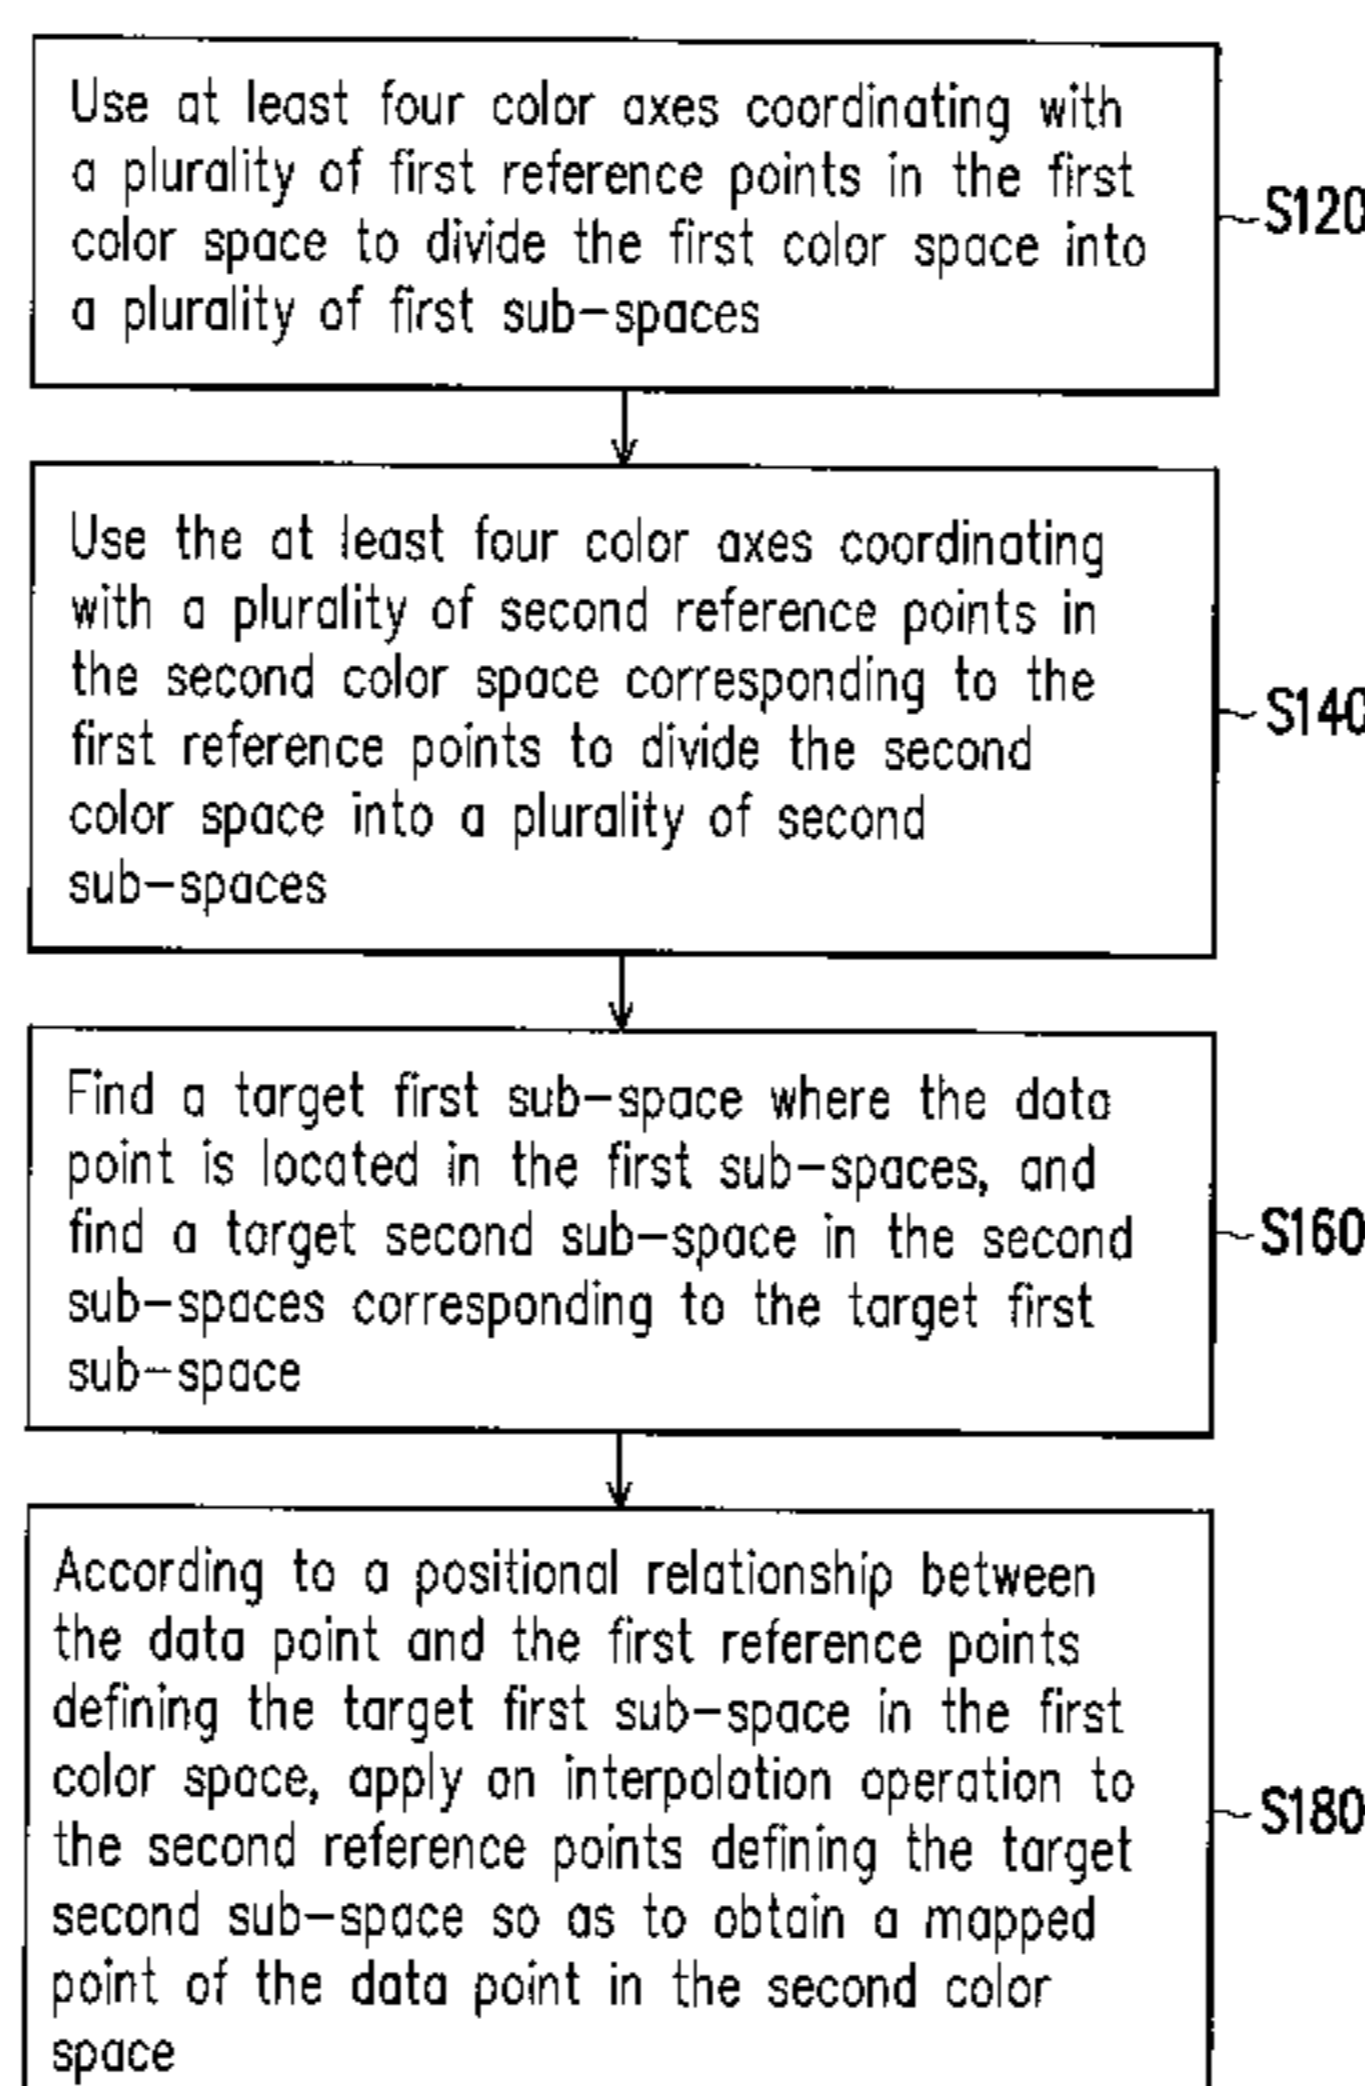 Use at least four color axes coordinating with
a plurality of first reference points in the first
color space to divide the first color space into
a plurality of first sub-spaces
S120
Use the at least four color axes coordinating
with a plurality of second reference points in
the second color space corresponding to the
first reference points to divide the second
color space into a plurality of second
sub-spaces
S140
Find a target first sub-space where the data
point is located in the first sub-spaces, and
find a target second sub-space in the second
sub-spaces corresponding to the target first
sub-space
S160
According to a positional relationship between
the data point and the first reference points
defining the target first sub-space in the first
color space, apply an interpolation operation to
the second reference points defining the target
second sub-space so as to obtain a mapped
point of the data point in the second color
space
S180